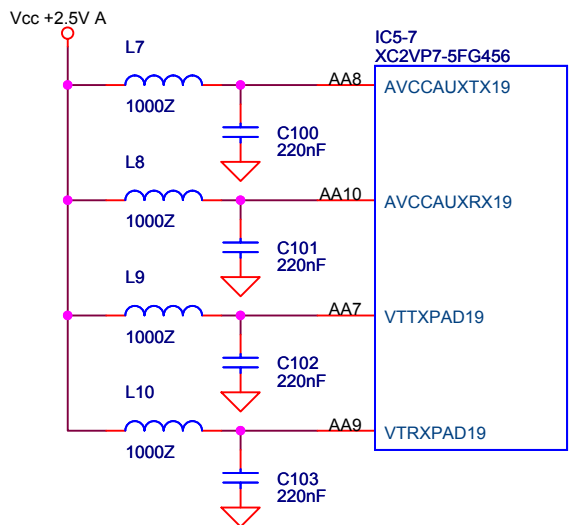 Vcc +2.5V A
IC5-7
XC2VP7-5FG456
L7
1000Z
AA8
AVCCAUXTX19
C100
220nF
L8
1000Z
AA10
AVCCAUXRX19
C101
220nF
L9
1000Z
AA7
VTTXPAD19
C102
220nF
L10
1000Z
AA9
VTRXPAD19
C103
220nF